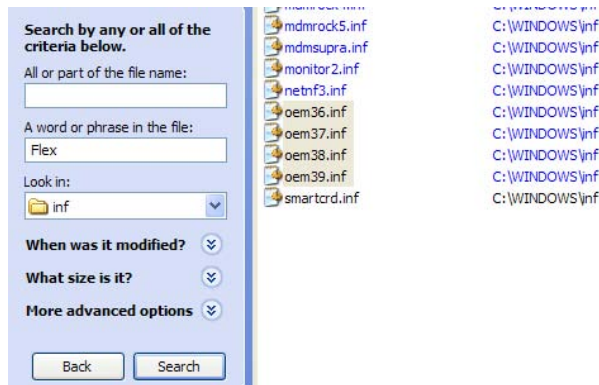 Search by any or all of the
criteria below.
All or part of the file name:
A word or phrase in the file:
Flex
Look in:
inf
When was it modified?
What size is it?
More advanced options
Back Search
mdmrock5.inf C:\WINDOWS\inf
mdmsupra.inf C:\WINDOWS\inf
monitor2.inf C:\WINDOWS\inf
netnf3.inf C:\WINDOWS\inf
oem36.inf C:\WINDOWS\inf
oem37.inf C:\WINDOWS\inf
oem38.inf C:\WINDOWS\inf
oem39.inf C:\WINDOWS\inf
smartcrd.inf C:\WINDOWS\inf